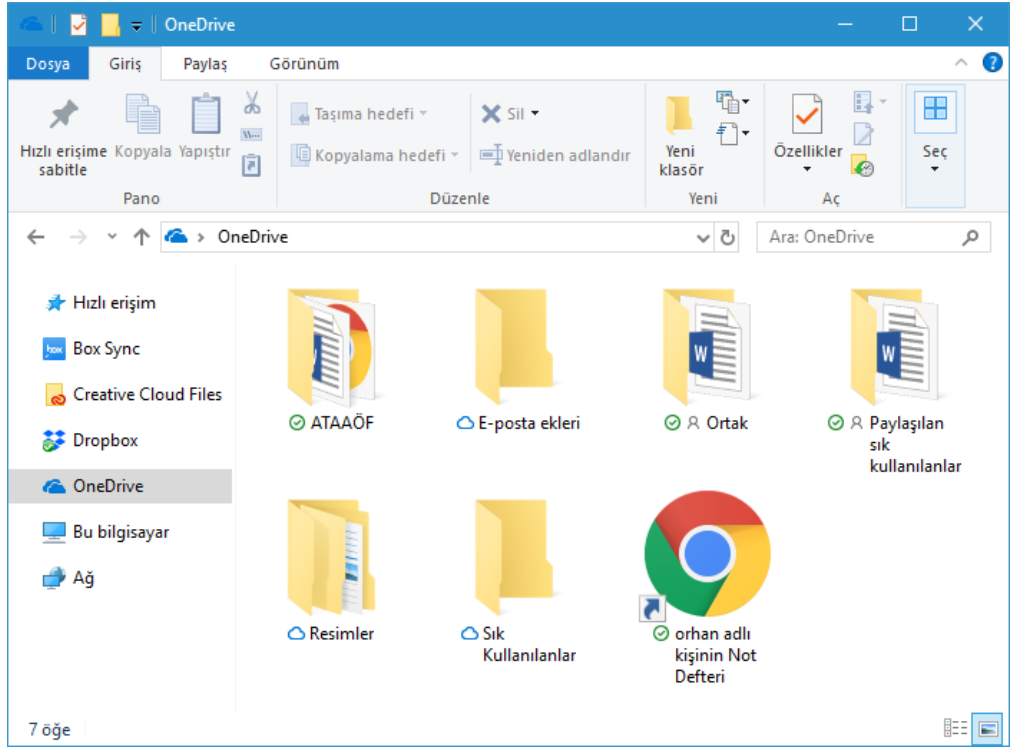 OneDrive
Dosya Giriş Paylaş Görünüm
Hızlı erişime sabitle
Kopyala
Yapıştır
Taşıma hedefi
Kopyalama hedefi
Sil
Yeniden adlandır
Yeni klasör
Özellikler
Seç
Pano Düzenle Yeni Aç
OneDrive
Ara: OneDrive
Hızlı erişim
box Box Sync
Creative Cloud Files
Dropbox
OneDrive
Bu bilgisayar
Ağ
W
W
W
ATAAÖF
E-posta ekleri
Ortak
Paylaşılan
sık
kullanılanlar
Resimler
Sık
Kullanılanlar
orhan adlı
kişinin Not
Defteri
7 öğe